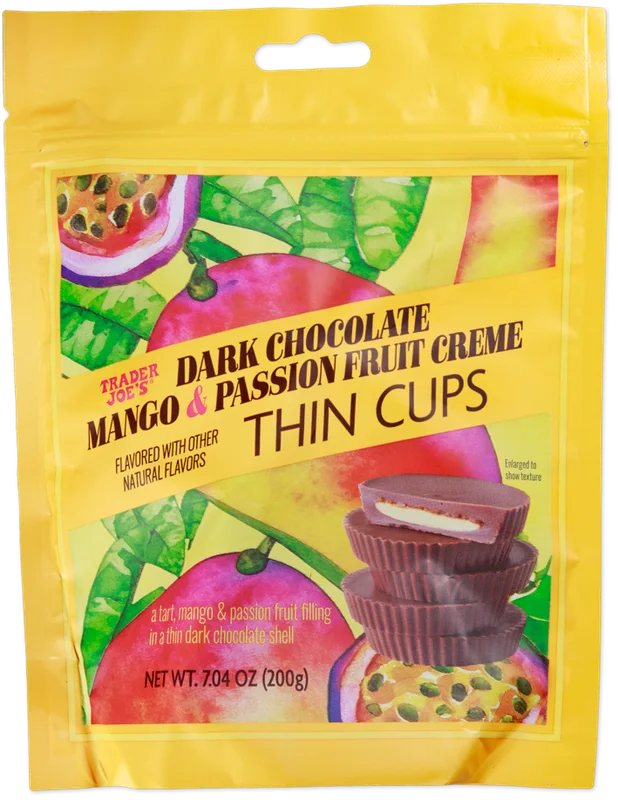 TRADER
JOE'S®
DARK CHOCOLATE
MANGO & PASSION FRUIT CREME
THIN CUPS
FLAVORED WITH OTHER
NATURAL FLAVORS
Enlarged to
show texture
a tart, mango & passion fruit filling
in a thin dark chocolate shell
NET WT. 7.04 OZ (200g)